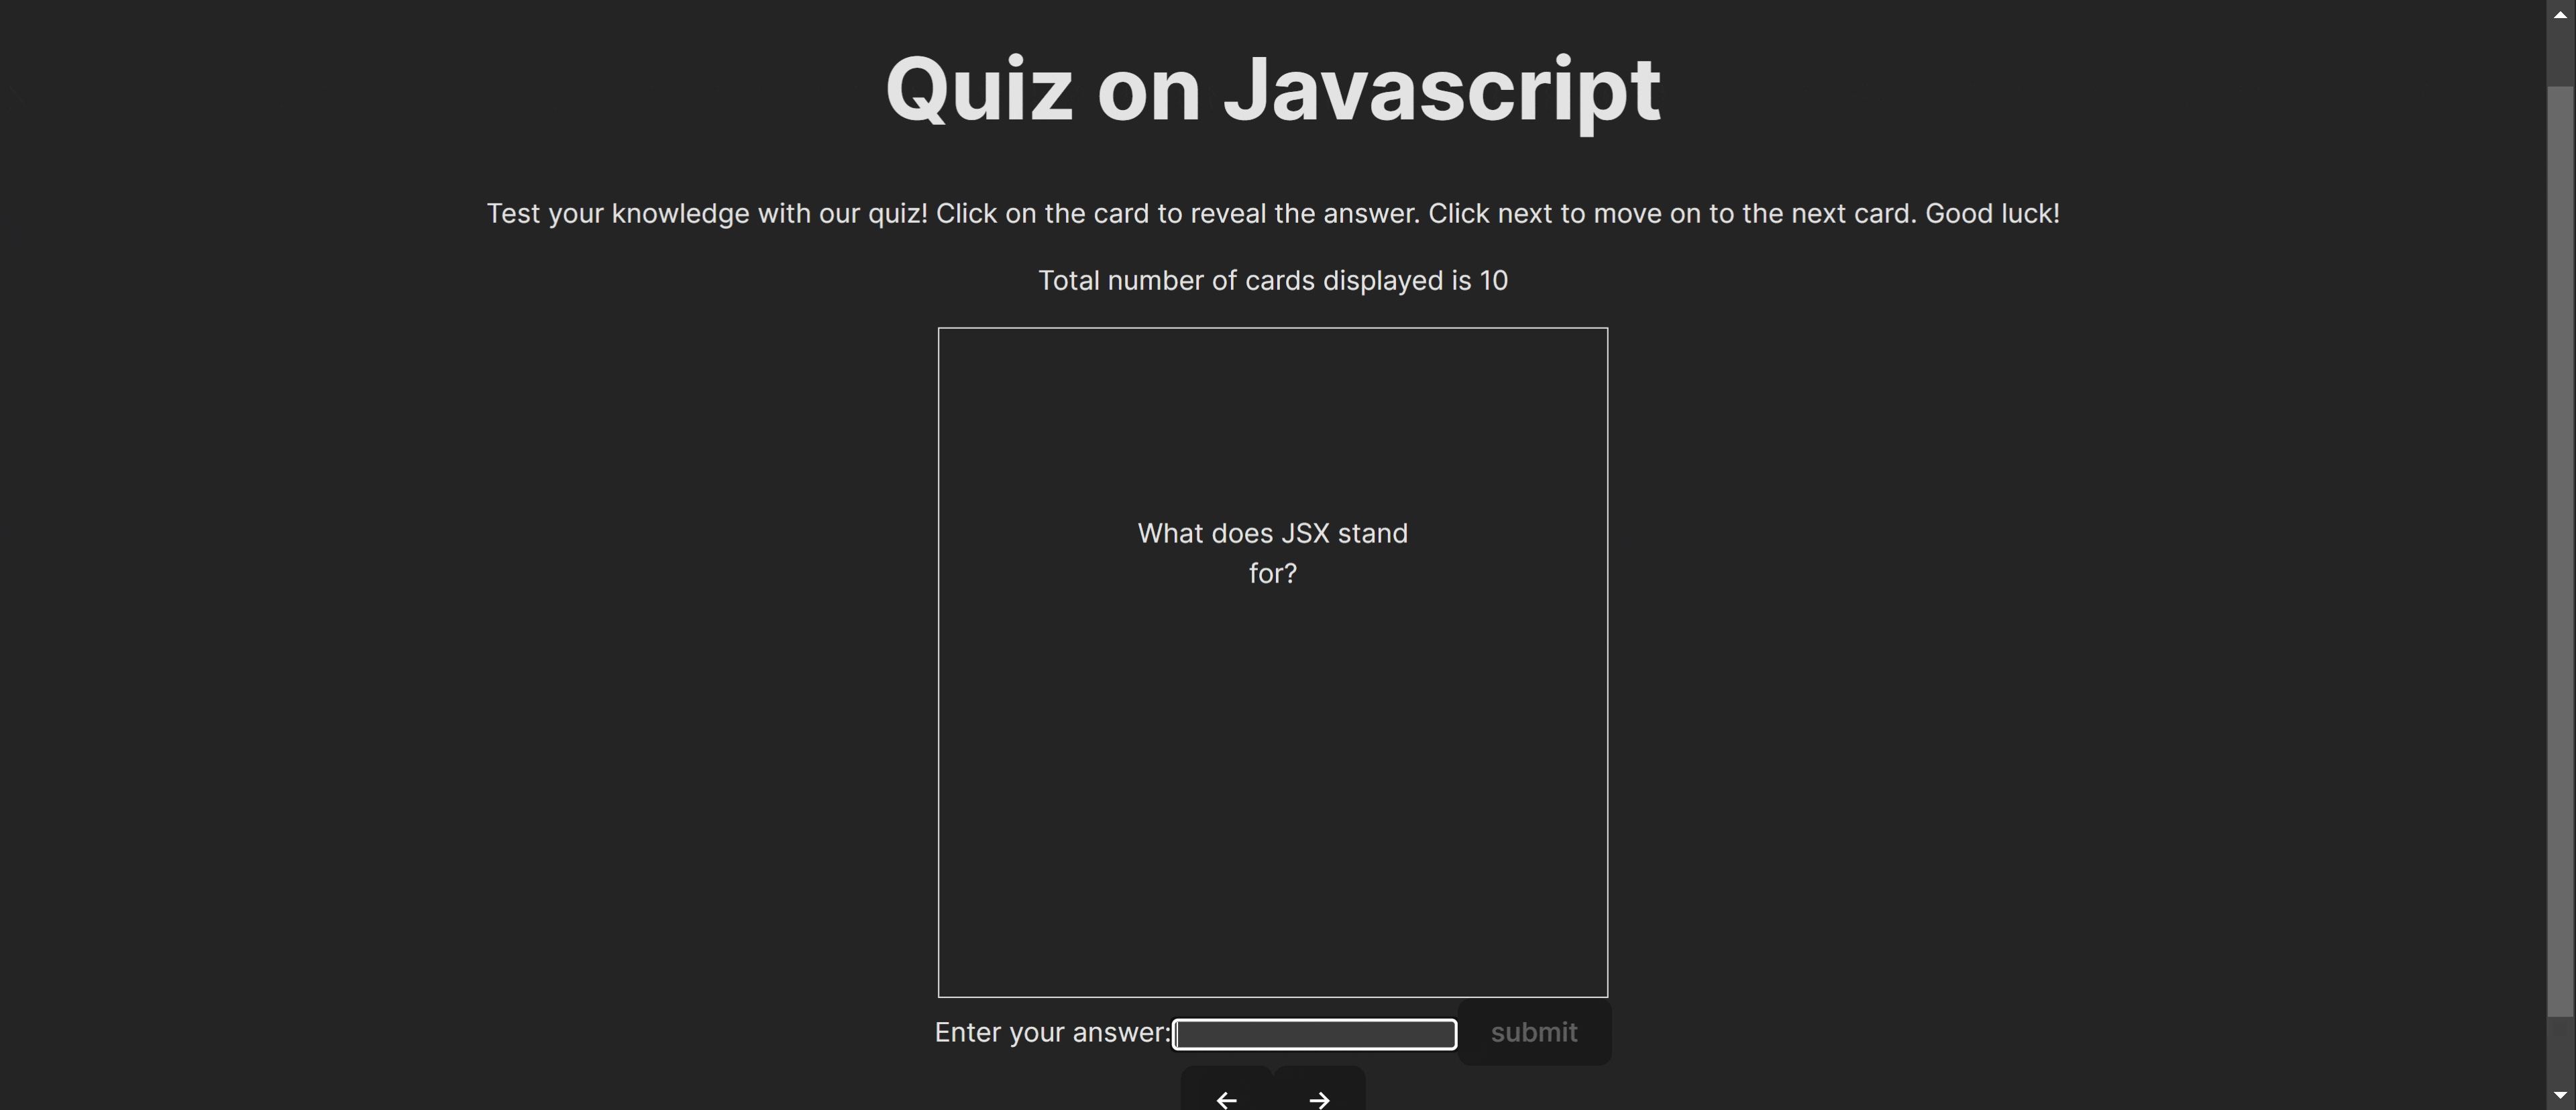 Quiz on Javascript
Test your knowledge with our quiz! Click on the card to reveal the answer. Click next to move on to the next card. Good luck!
Total number of cards displayed is 10
What does JSX stand
for?
Enter your answer: submit
← →